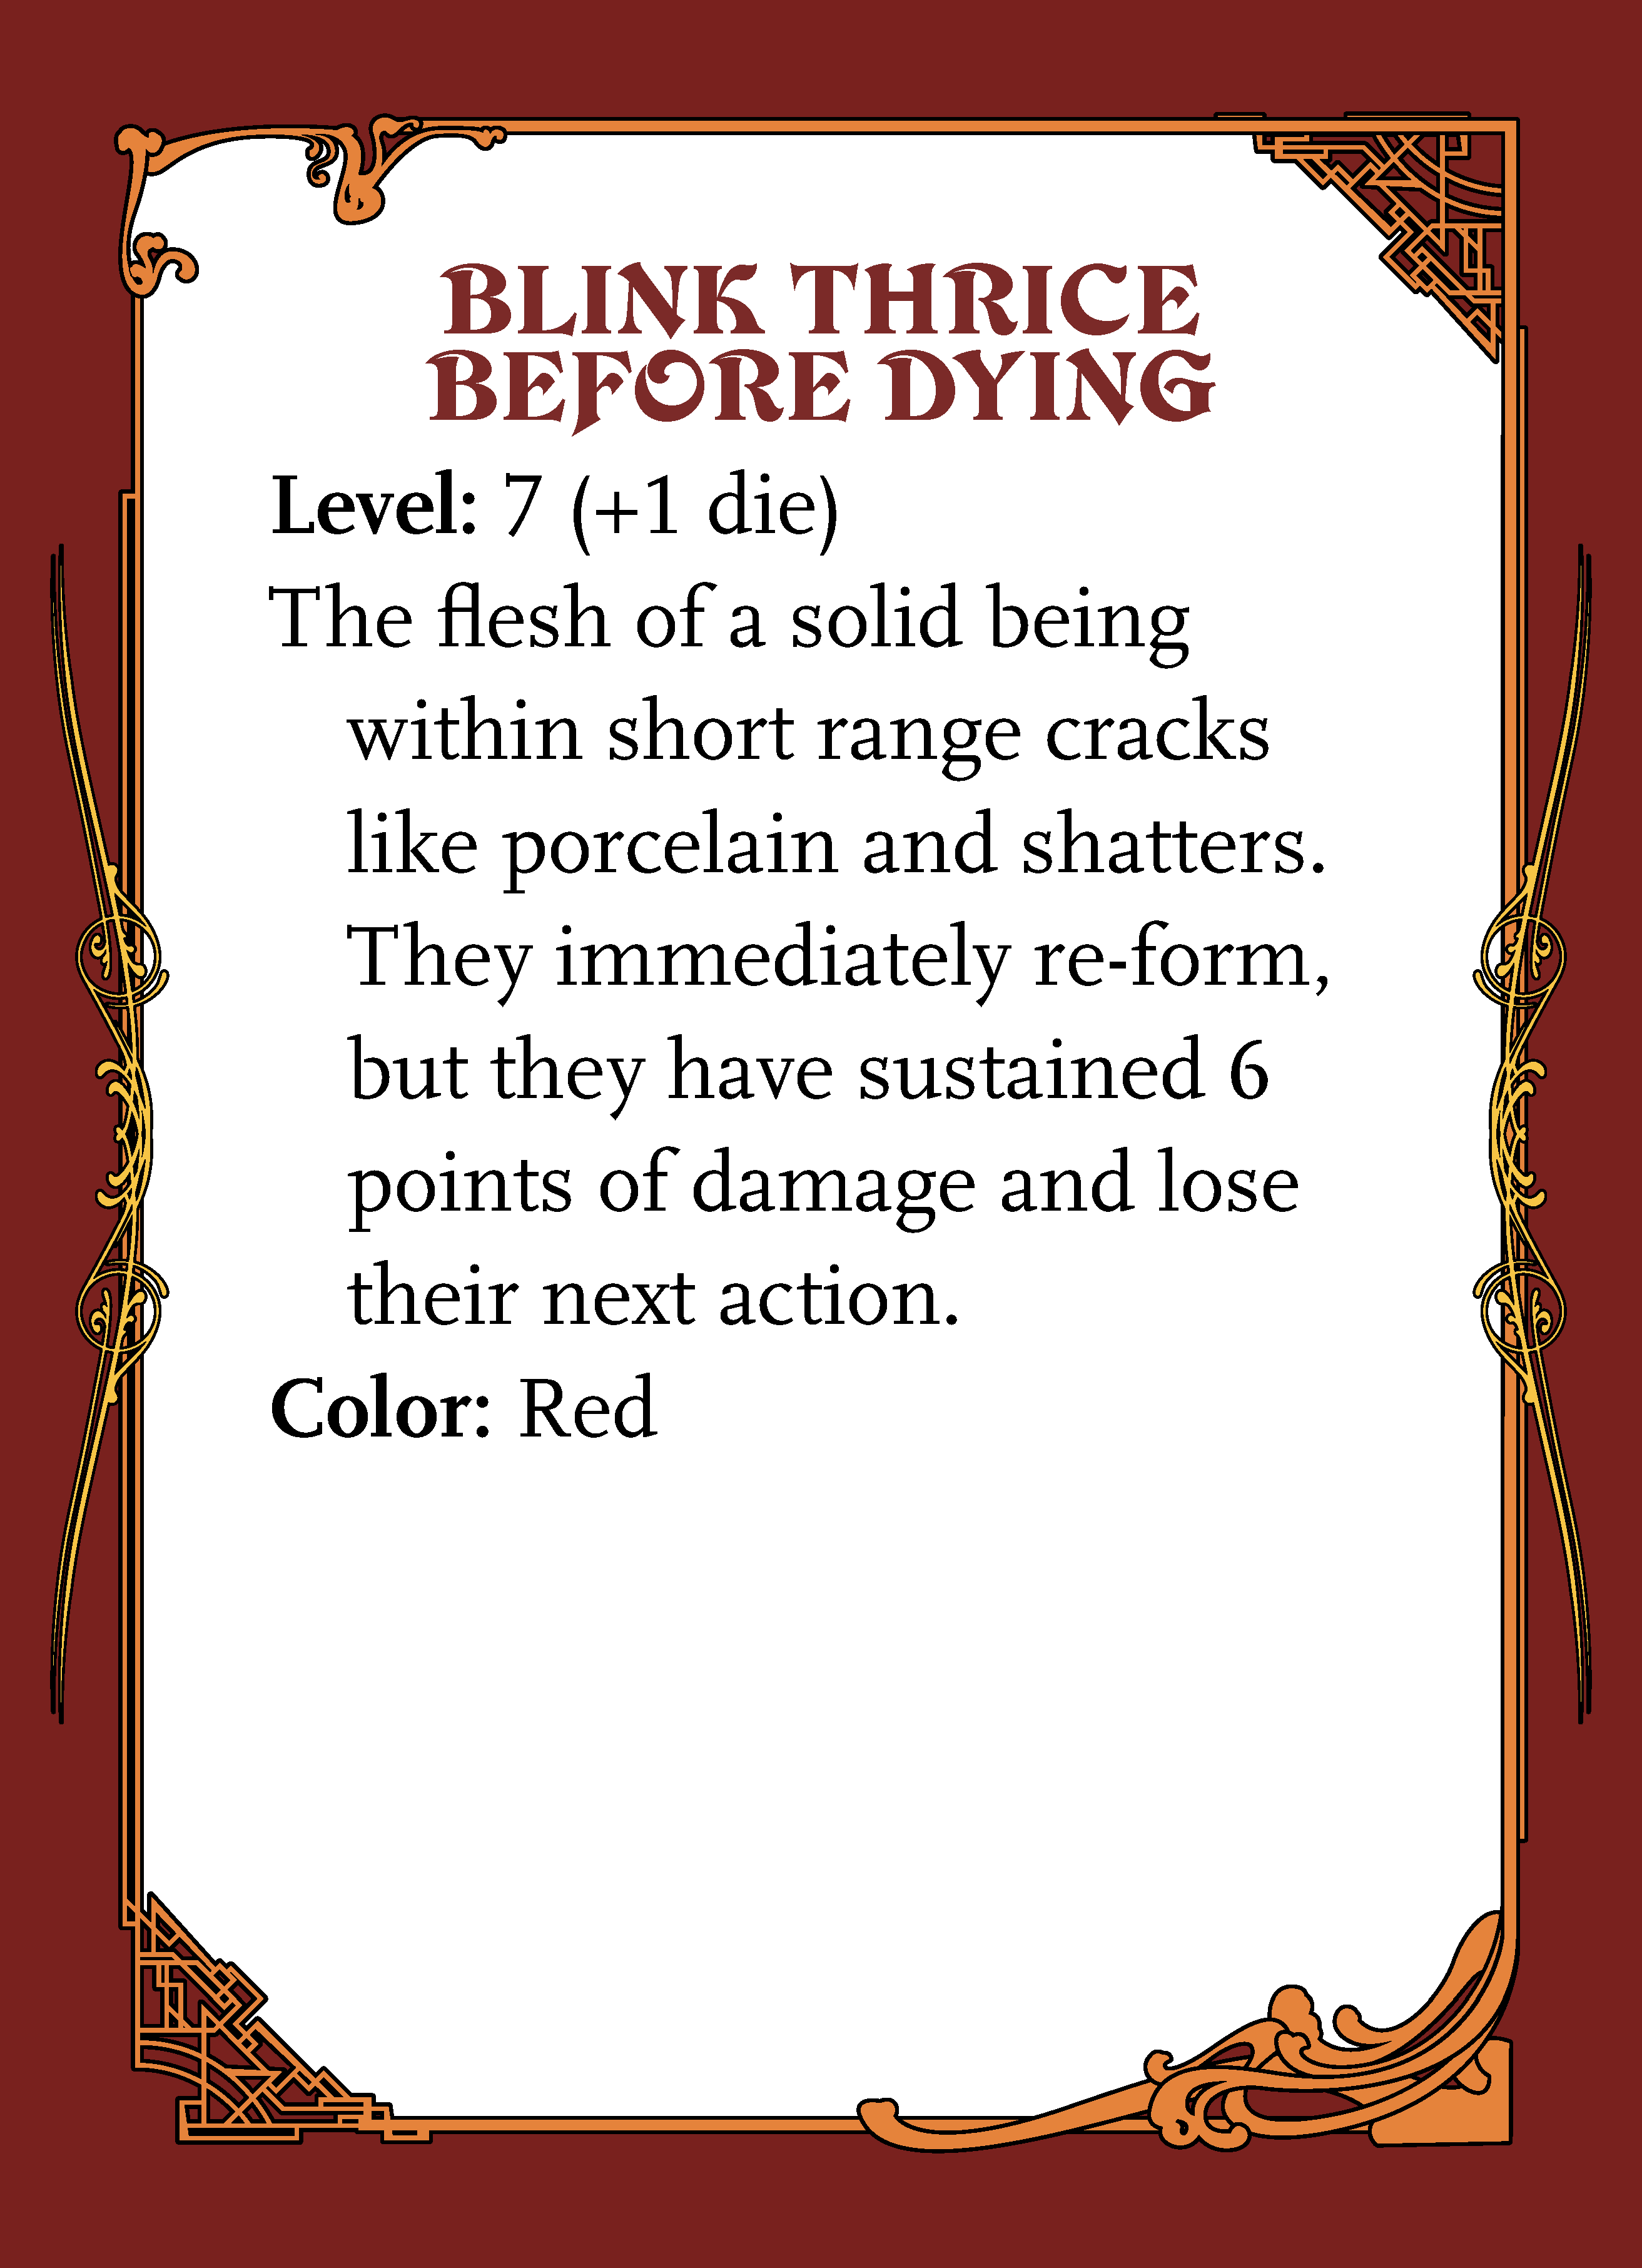 BLINK THRICE
BEFORE DYING
Level: 7 (+1 die)
The flesh of a solid being
within short range cracks
like porcelain and shatters.
They immediately re-form,
but they have sustained 6
points of damage and lose
their next action.
Color: Red